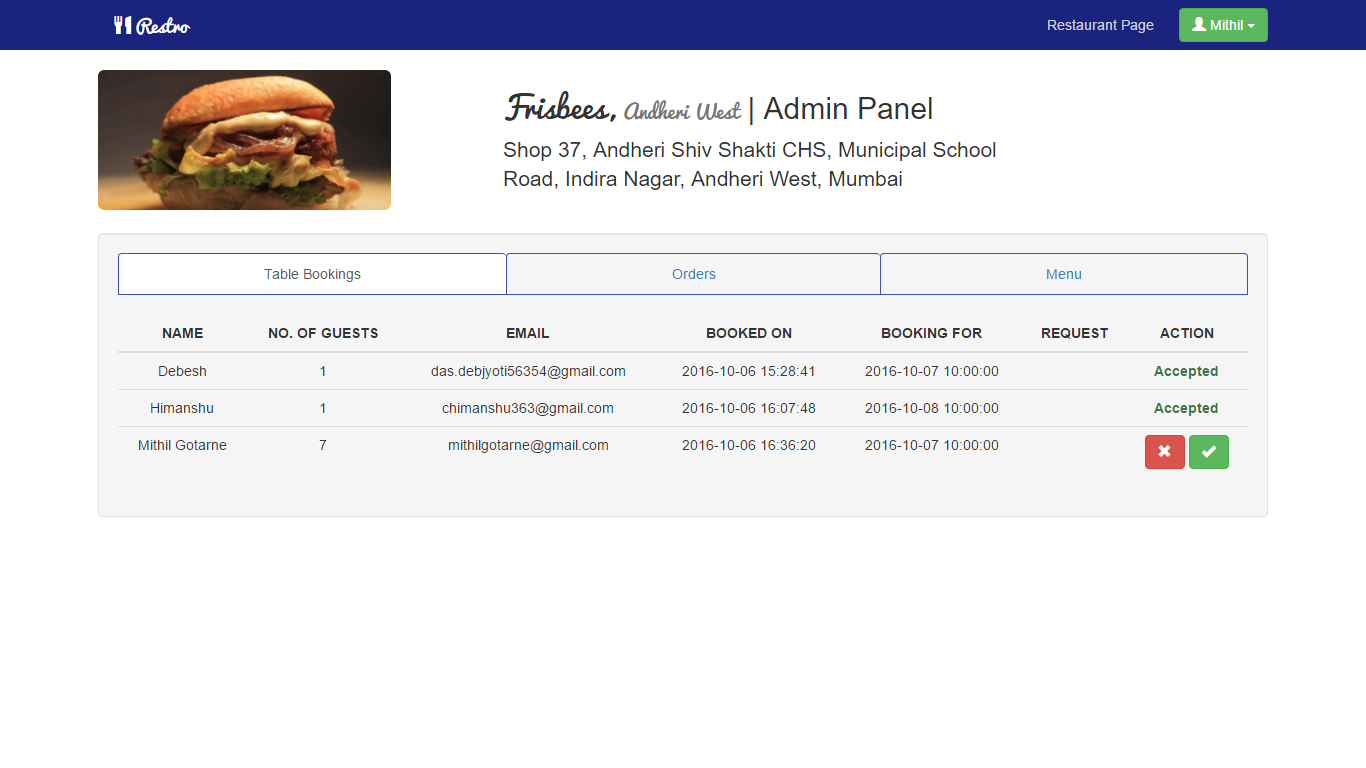 Restro
Restaurant Page
Mithil
Frisbees, Andheri West | Admin Panel
Shop 37, Andheri Shiv Shakti CHS, Municipal School
Road, Indira Nagar, Andheri West, Mumbai
Table Bookings Orders Menu
NAME NO. OF GUESTS EMAIL BOOKED ON BOOKING FOR REQUEST ACTION
Debesh 1 das.debjyoti56354@gmail.com 2016-10-06 15:28:41 2016-10-07 10:00:00 Accepted
Himanshu 1 chimanshu363@gmail.com 2016-10-06 16:07:48 2016-10-08 10:00:00 Accepted
Mithil Gotarne 7 mithilgotarne@gmail.com 2016-10-06 16:36:20 2016-10-07 10:00:00